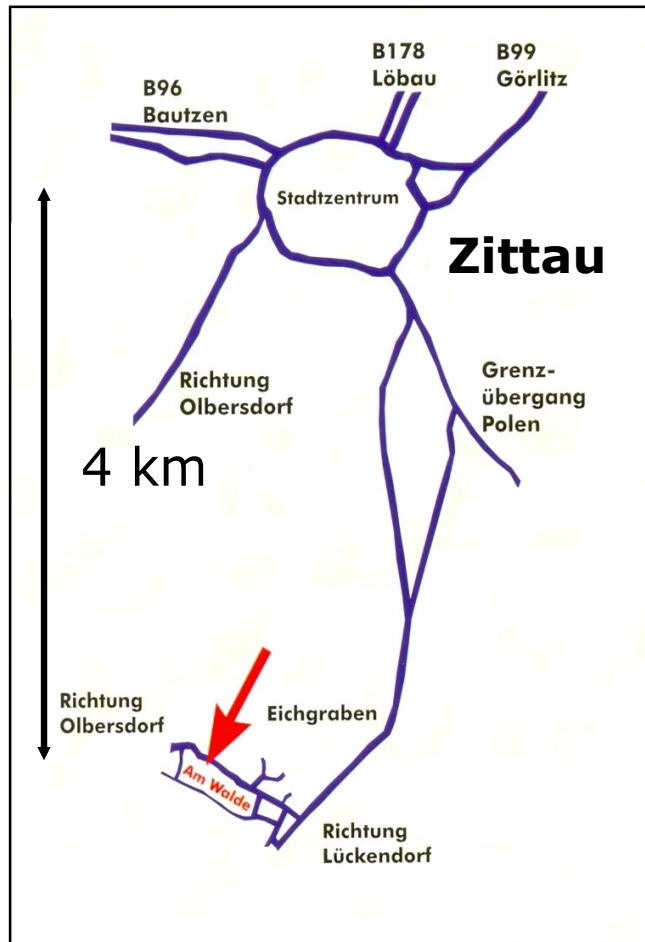 B178
Löbau
B99
Görlitz
B96
Bautzen
Stadtzentrum
Zittau
Richtung
Olbersdorf
Grenz-
übergang
Polen
4 km
Richtung
Olbersdorf
Eichgraben
Am Walde
Richtung
Lückendorf